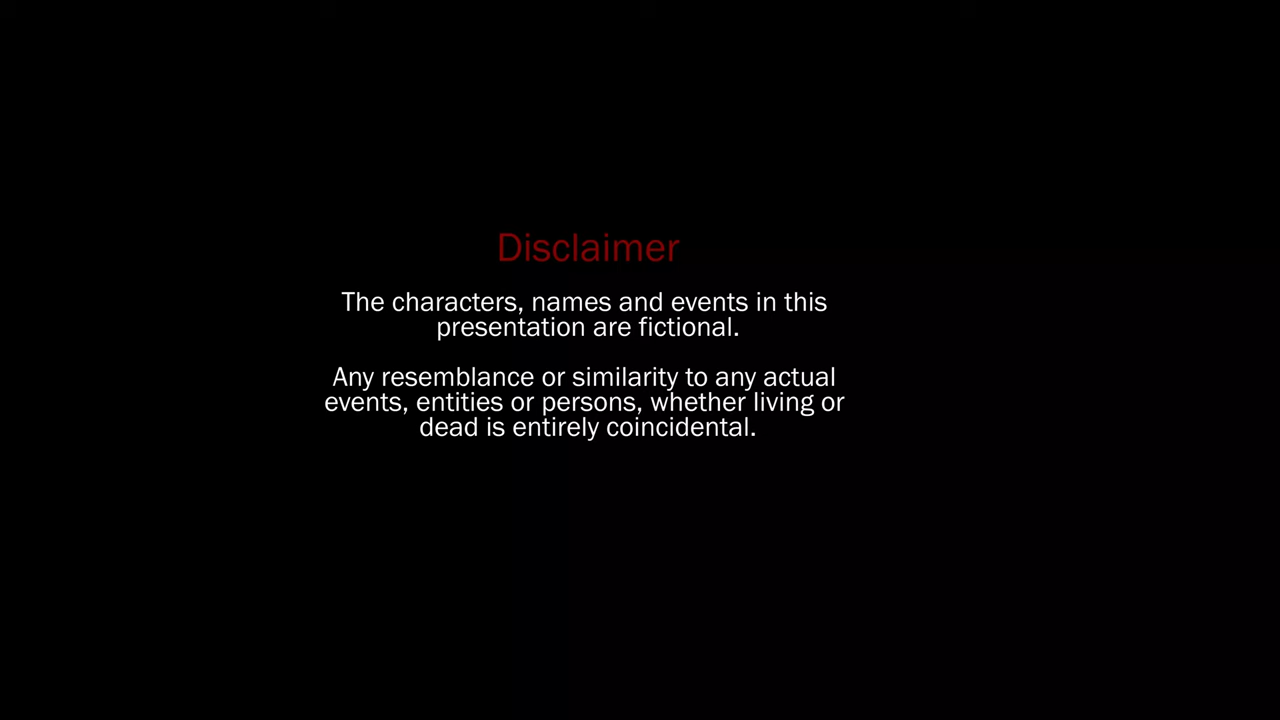 Disclaimer
The characters, names and events in this
presentation are fictional.
Any resemblance or similarity to any actual
events, entities or persons, whether living or
dead is entirely coincidental.